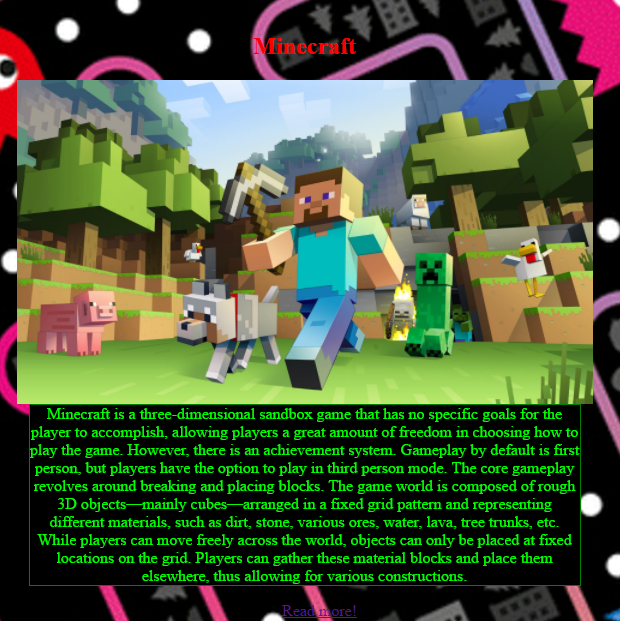 Minecraft
Minecraft is a three-dimensional sandbox game that has no specific goals for the
player to accomplish, allowing players a great amount of freedom in choosing how to
play the game. However, there is an achievement system. Gameplay by default is first
person, but players have the option to play in third person mode. The core gameplay
revolves around breaking and placing blocks. The game world is composed of rough
3D objects—mainly cubes—arranged in a fixed grid pattern and representing
different materials, such as dirt, stone, various ores, water, lava, tree trunks, etc.
While players can move freely across the world, objects can only be placed at fixed
locations on the grid. Players can gather these material blocks and place them
elsewhere, thus allowing for various constructions.
Read more!